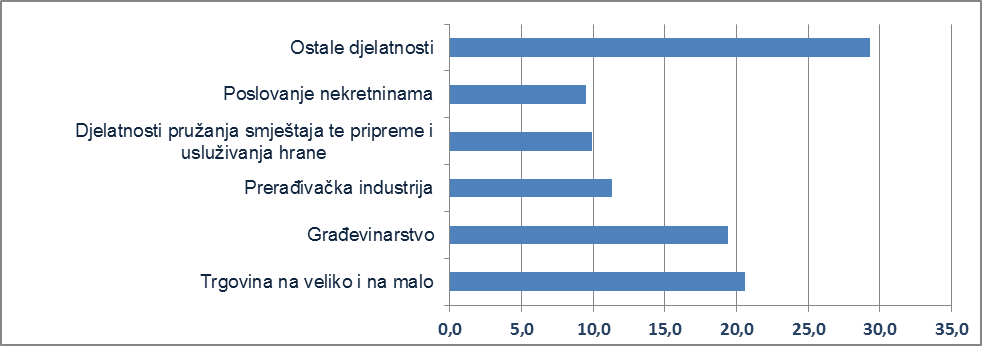 Ostale djelatnosti
Poslovanje nekretninama
Djelatnosti pružanja smještaja te pripreme i
usluživanja hrane
Prerađivačka industrija
Građevinarstvo
Trgovina na veliko i na malo
0,0 5,0 10,0 15,0 20,0 25,0 30,0 35,0